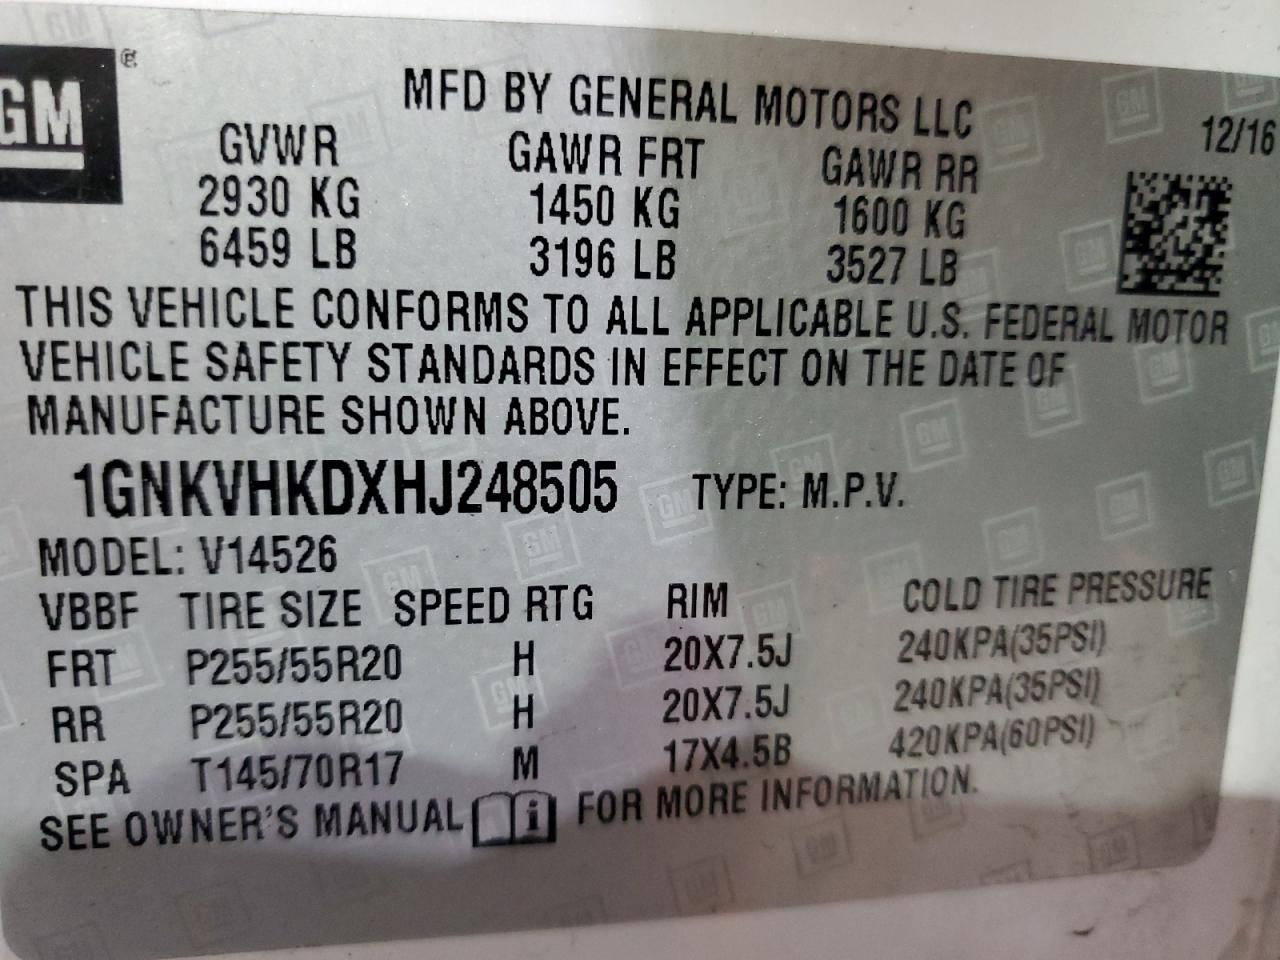 GM
MFD BY GENERAL MOTORS LLC
12/16
GVWR GAWR FRT GAWR RR
2930 KG 1450 KG 1600 KG
6459 LB 3196 LB 3527 LB
THIS VEHICLE CONFORMS TO ALL APPLICABLE U.S. FEDERAL MOTOR
VEHICLE SAFETY STANDARDS IN EFFECT ON THE DATE OF
MANUFACTURE SHOWN ABOVE.
1GNKVHKDXHJ248505 TYPE: M.P.V.
MODEL: V14526
VBBF TIRE SIZE SPEED RTG RIM COLD TIRE PRESSURE
FRT P255/55R20 H 20X7.5J 240KPA(35PSI)
RR P255/55R20 H 20X7.5J 240KPA(35PSI)
SPA T145/70R17 M 17X4.5B 420KPA(60PSI)
SEE OWNER'S MANUAL i FOR MORE INFORMATION.